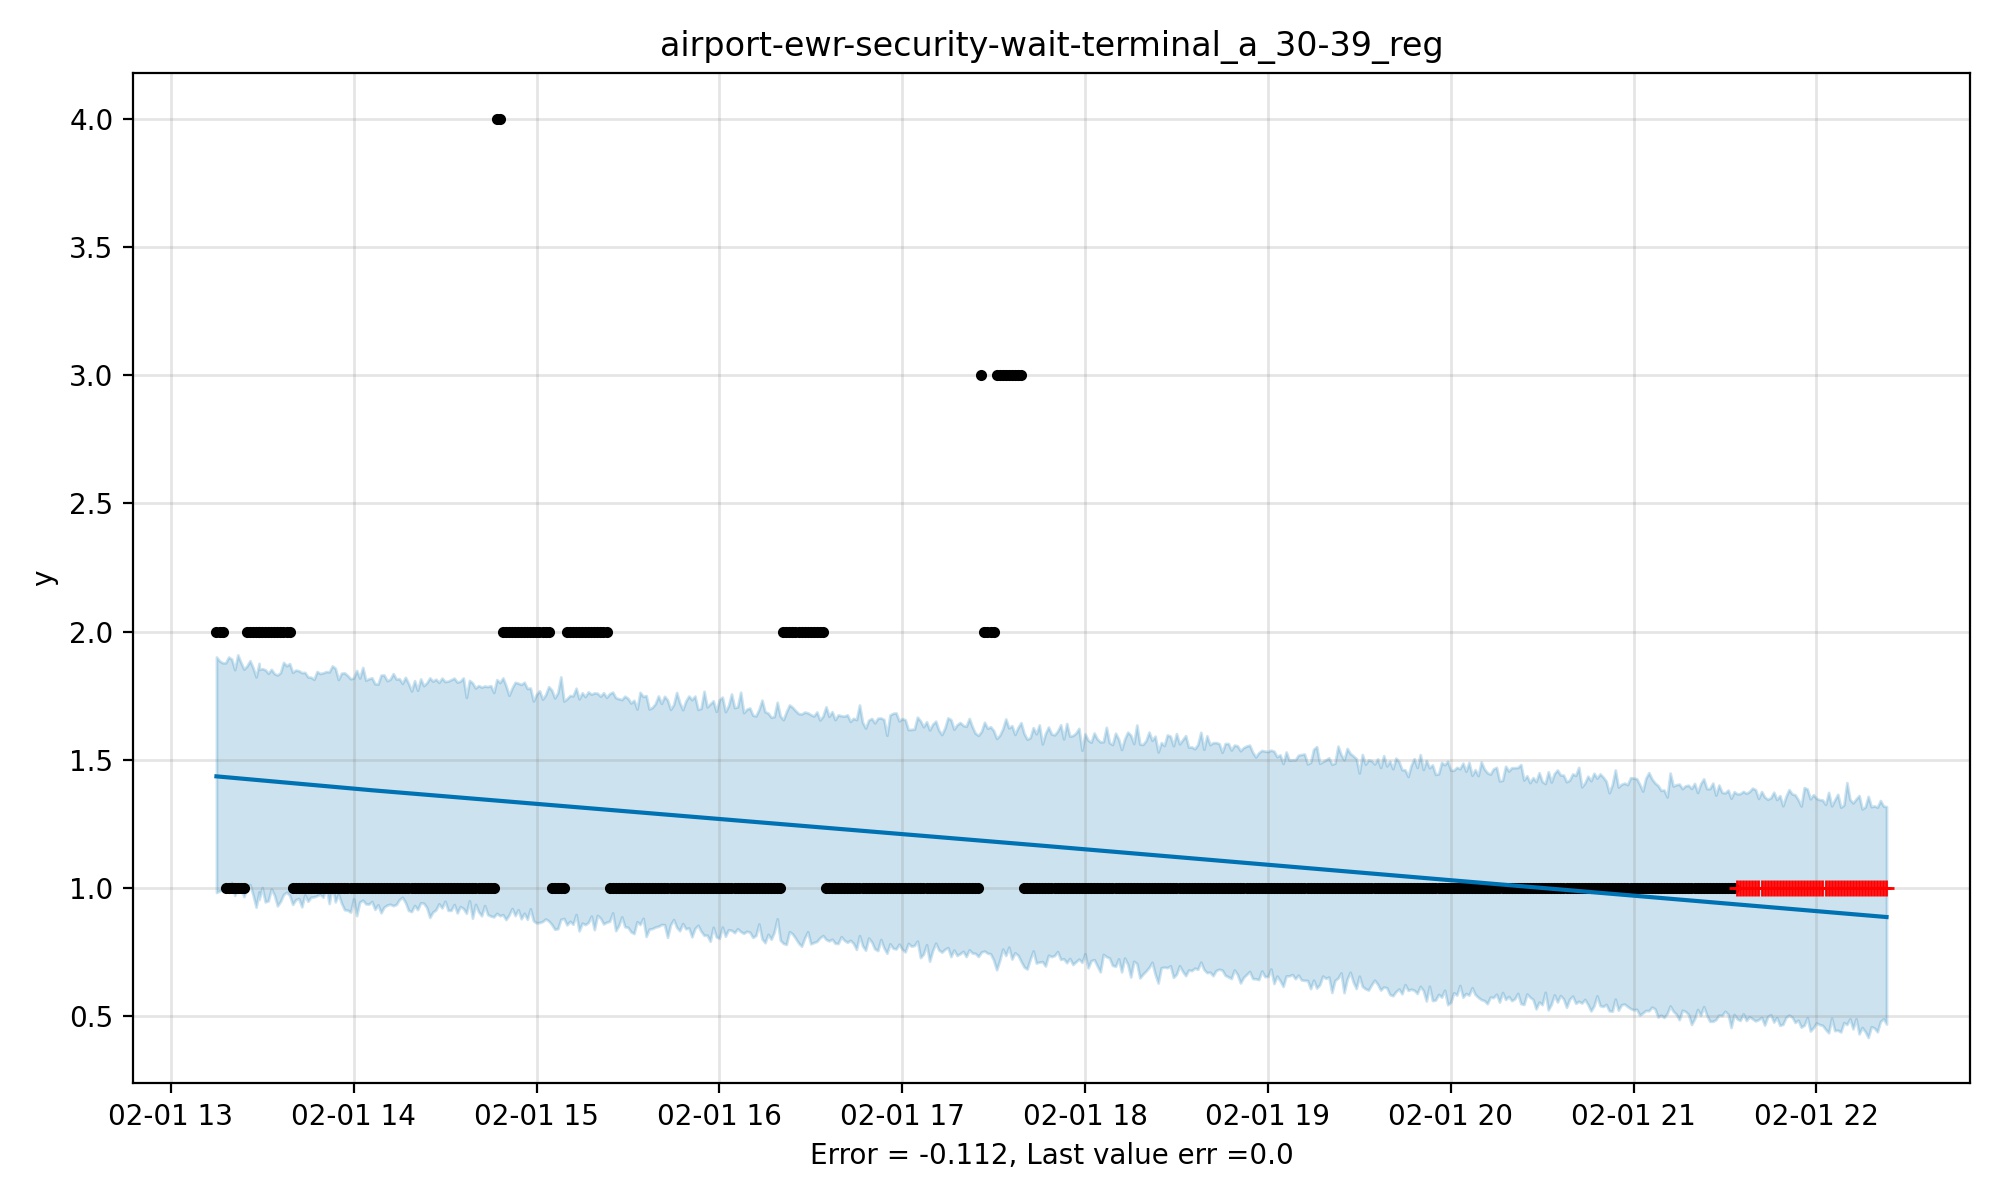 airport-ewr-security-wait-terminal_a_30-39_reg
4.0
3.5
3.0
2.5
2.0
1.5
1.0
0.5
y
02-01 13 02-01 14 02-01 15 02-01 16 02-01 17 02-01 18 02-01 19 02-01 20 02-01 21 02-01 22
Error = -0.112, Last value err =0.0